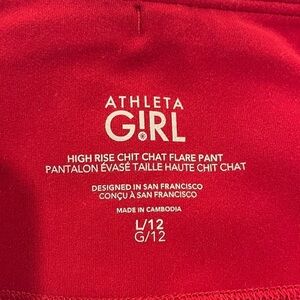 ATHLETA
G!RL
HIGH RISE CHIT CHAT FLARE PANT
PANTALON ÉVASÉ TAILLE HAUTE CHIT CHAT
DESIGNED IN SAN FRANCISCO
CONÇU À SAN FRANCISCO
MADE IN CAMBODIA
L/12
G/12